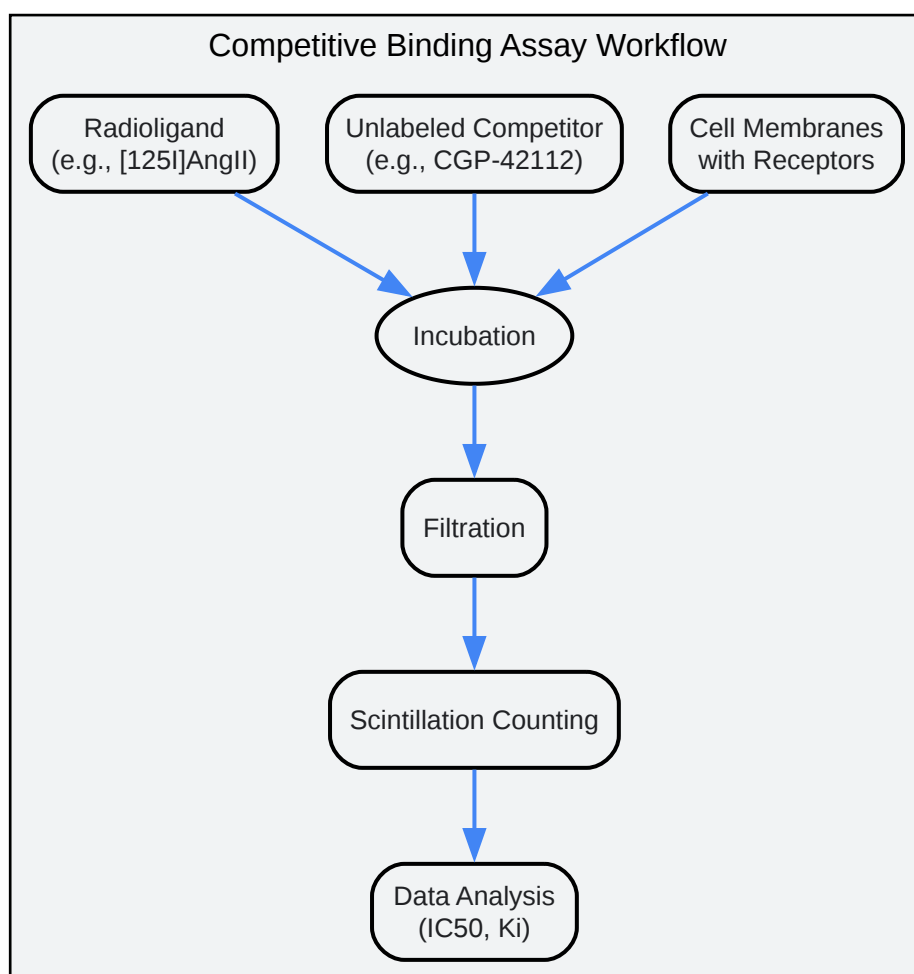 Competitive Binding Assay Workflow
Radioligand
(e.g., [125I]AngII)
Unlabeled Competitor
(e.g., CGP-42112)
Cell Membranes
with Receptors
Incubation
Filtration
Scintillation Counting
Data Analysis
(IC50, Ki)